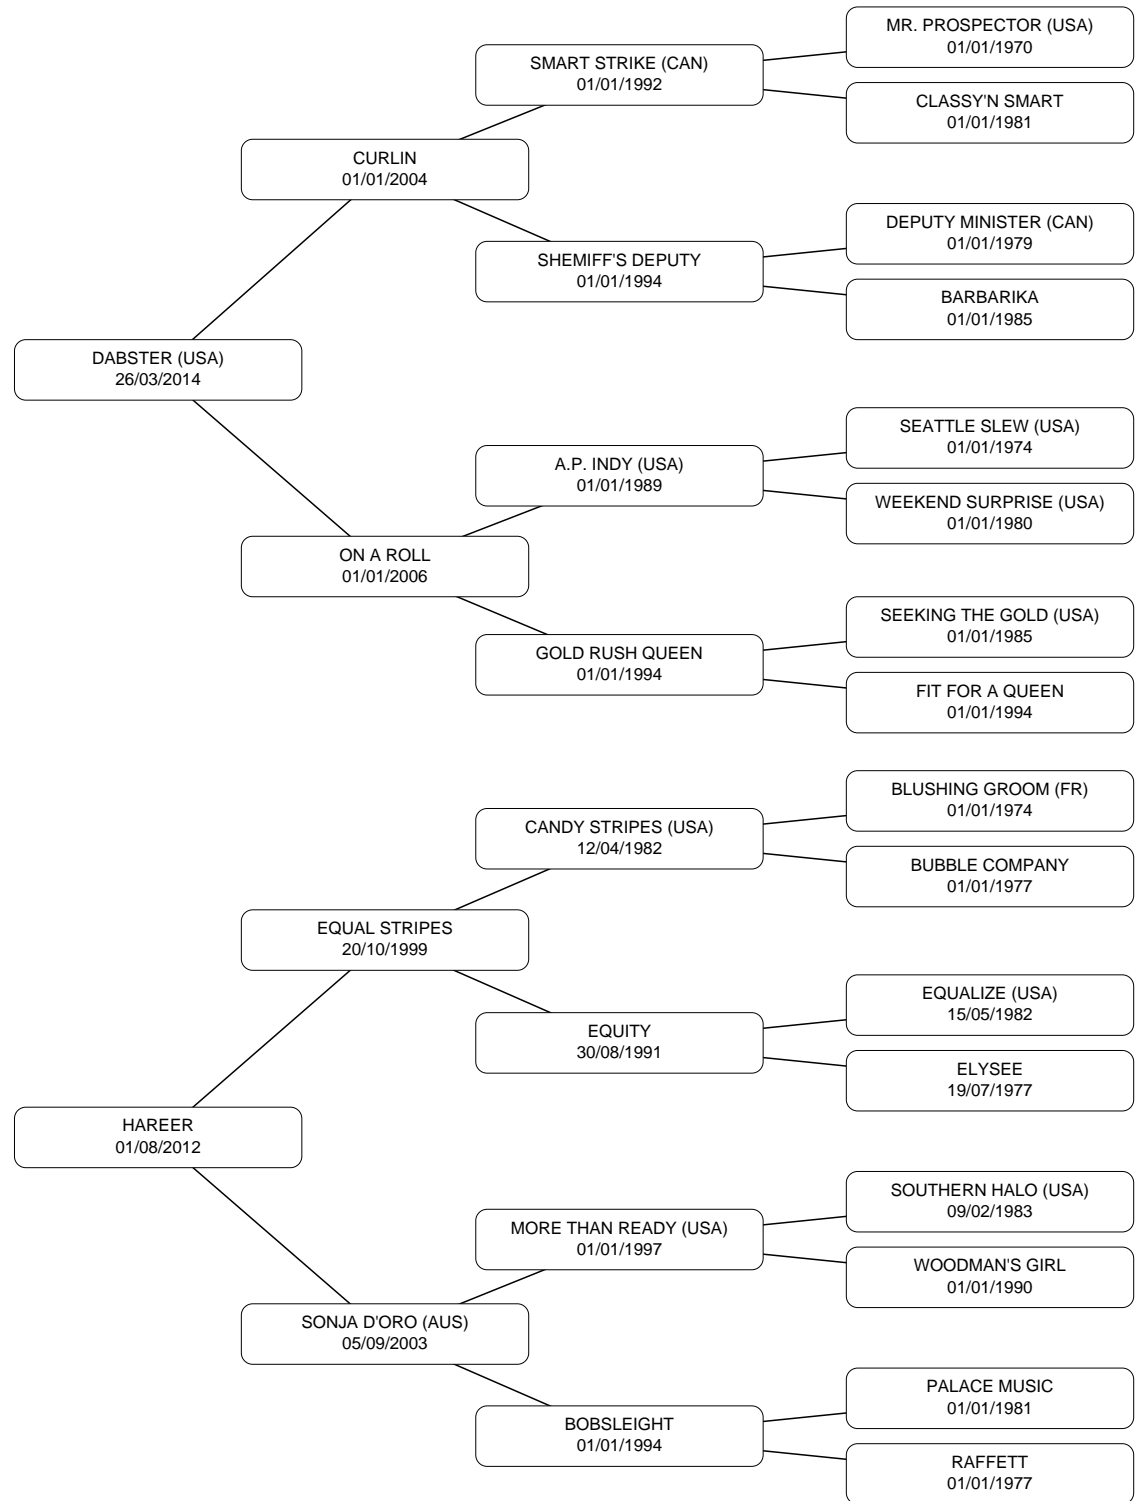 MR. PROSPECTOR (USA)
01/01/1970
SMART STRIKE (CAN)
01/01/1992
CLASSY'N SMART
01/01/1981
CURLIN
01/01/2004
DEPUTY MINISTER (CAN)
01/01/1979
SHEMIFF'S DEPUTY
01/01/1994
BARBARIKA
01/01/1985
DABSTER (USA)
26/03/2014
SEATTLE SLEW (USA)
01/01/1974
A.P. INDY (USA)
01/01/1989
WEEKEND SURPRISE (USA)
01/01/1980
ON A ROLL
01/01/2006
SEEKING THE GOLD (USA)
01/01/1985
GOLD RUSH QUEEN
01/01/1994
FIT FOR A QUEEN
01/01/1994
BLUSHING GROOM (FR)
01/01/1974
CANDY STRIPES (USA)
12/04/1982
BUBBLE COMPANY
01/01/1977
EQUAL STRIPES
20/10/1999
EQUALIZE (USA)
15/05/1982
EQUITY
30/08/1991
ELYSEE
19/07/1977
HAREER
01/08/2012
SOUTHERN HALO (USA)
09/02/1983
MORE THAN READY (USA)
01/01/1997
WOODMAN'S GIRL
01/01/1990
SONJA D'ORO (AUS)
05/09/2003
PALACE MUSIC
01/01/1981
BOBSLEIGHT
01/01/1994
RAFFETT
01/01/1977